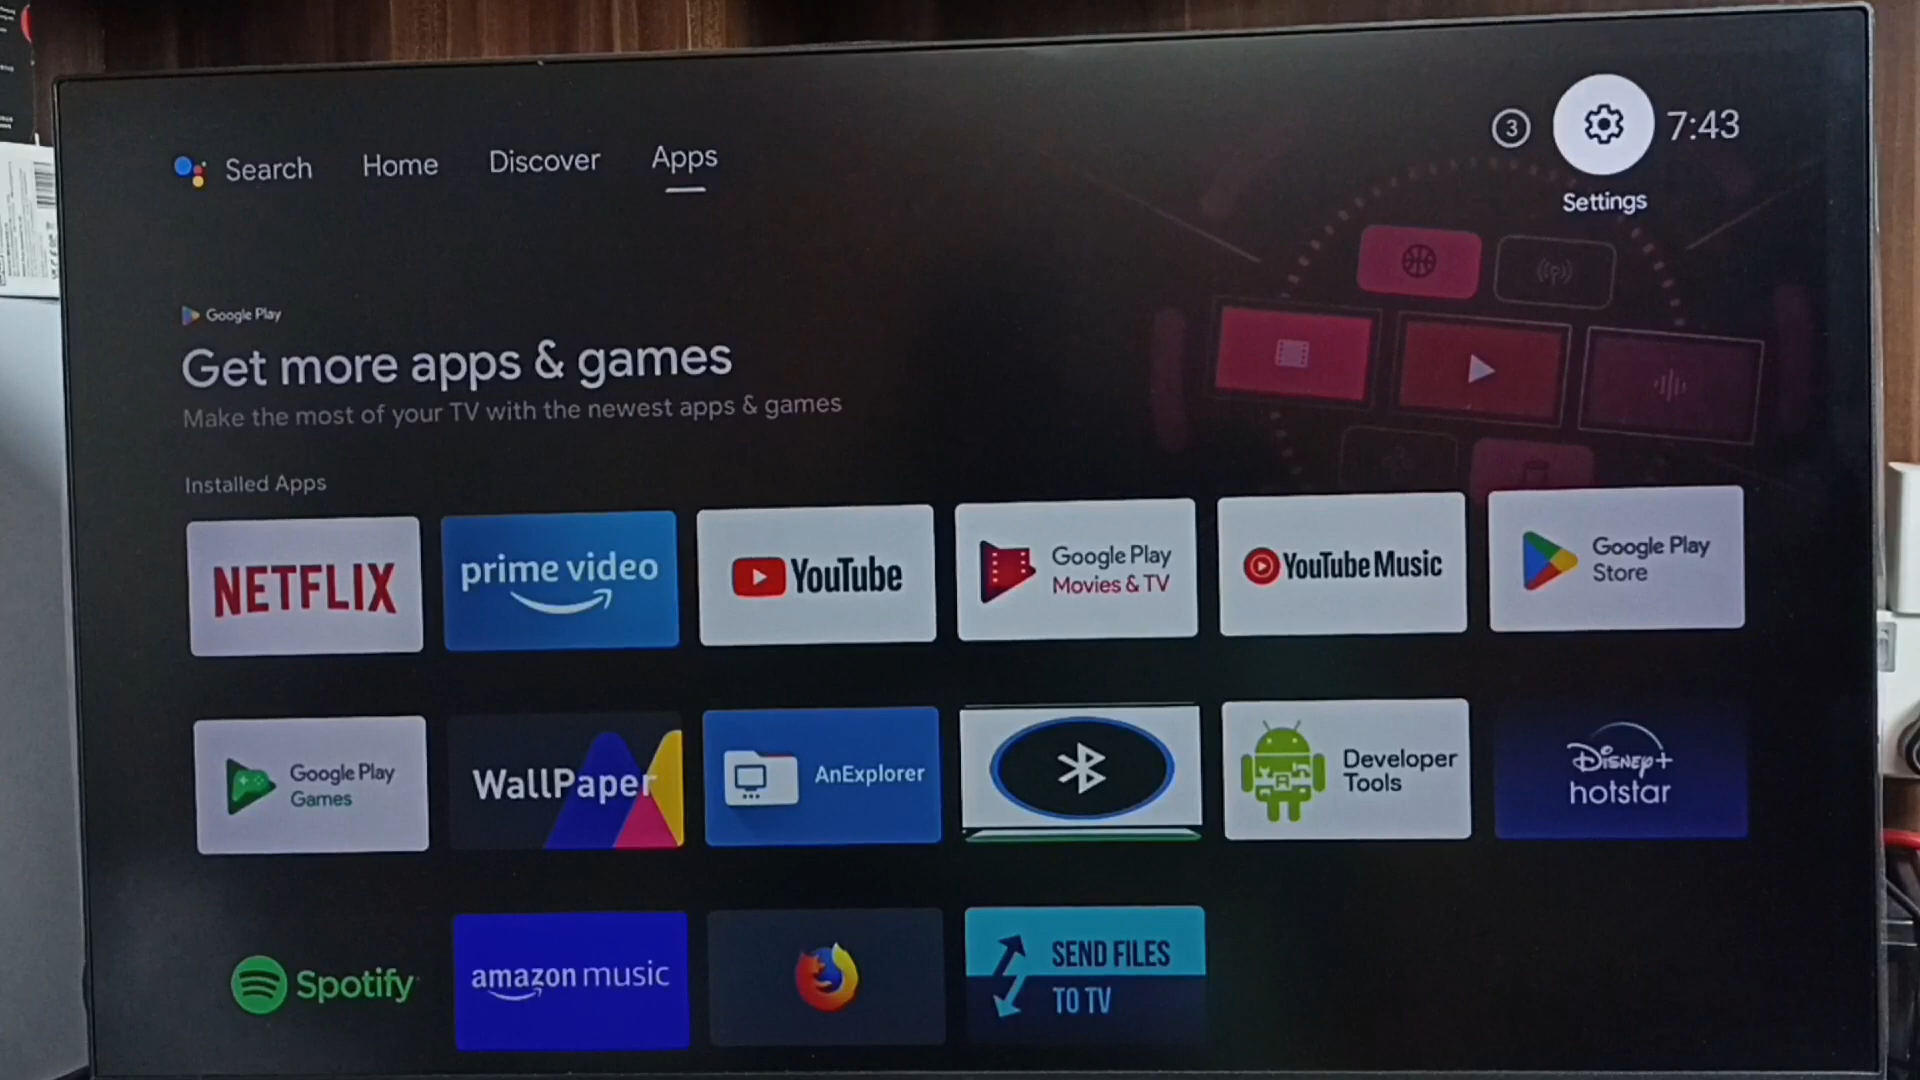 Search Home Discover Apps
3
7:43
Settings
Google Play
Get more apps & games
Make the most of your TV with the newest apps & games
Installed Apps
NETFLIX
prime video
YouTube
Google Play
Movies & TV
YouTube Music
Google Play
Store
Google Play
Games
WallPaper
AnExplorer
Developer
Tools
Disney+
hotstar
Spotify
amazon music
SEND FILES
TO TV